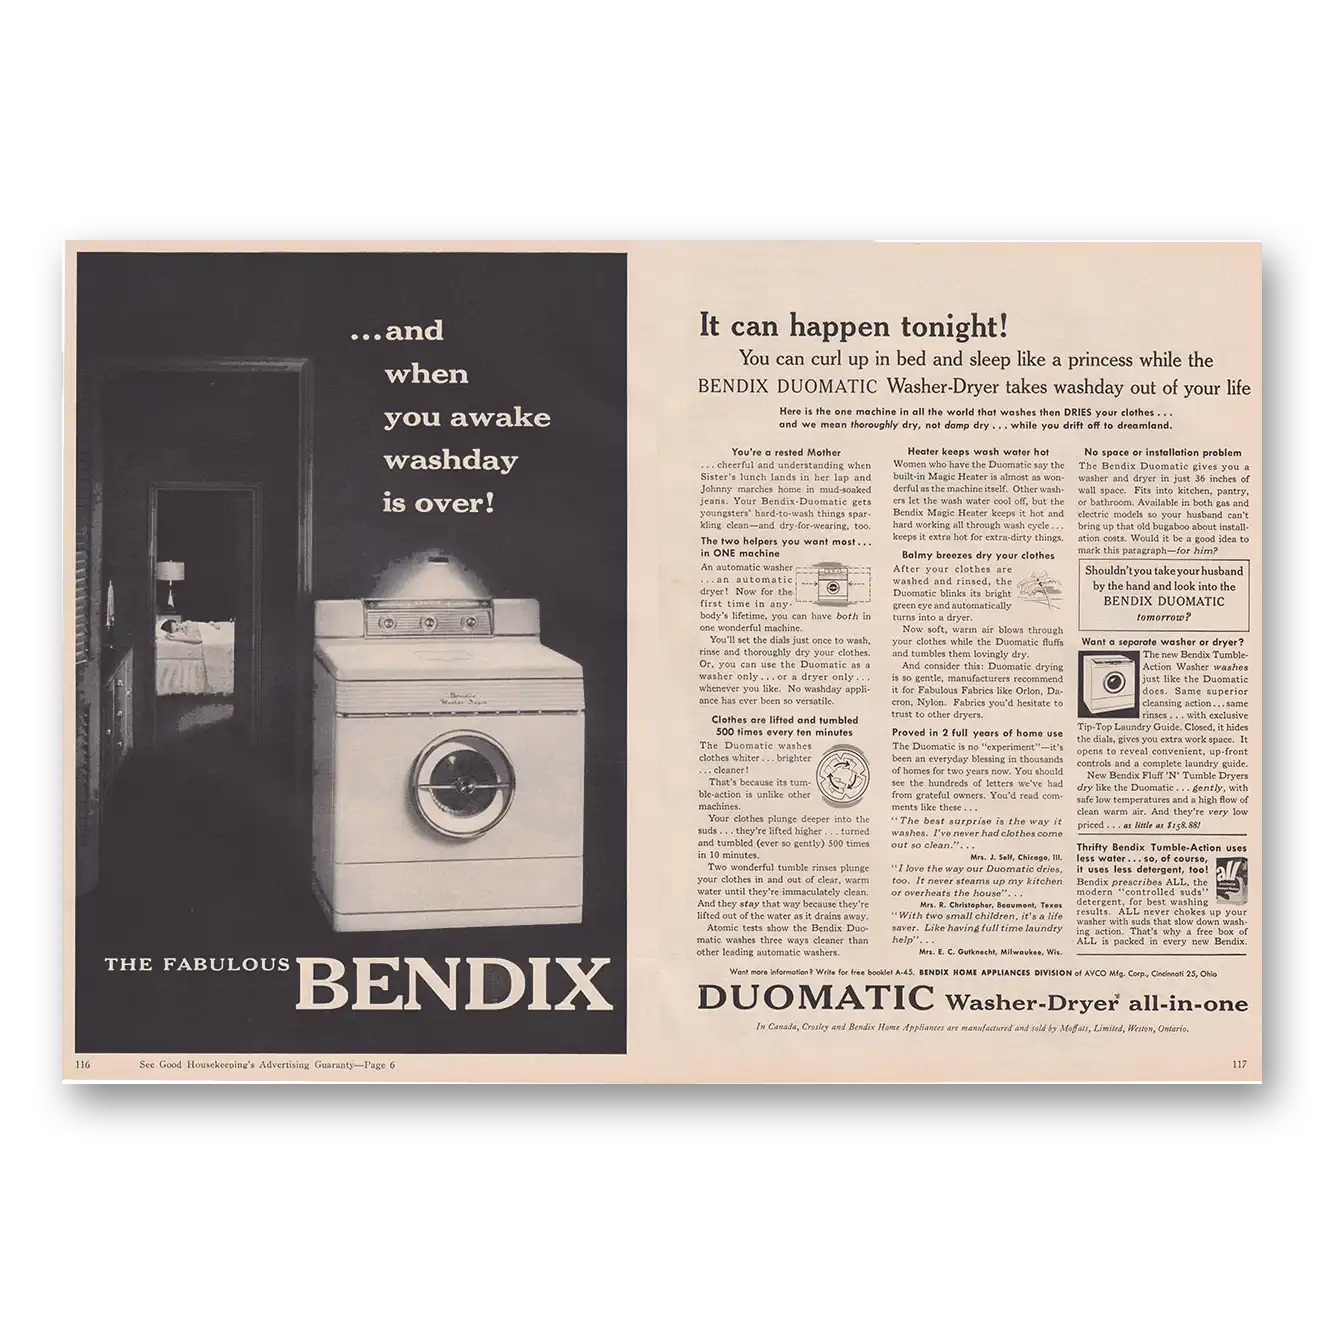 ...and
when
you awake
washday
is over!
Bendix
THE FABULOUS BENDIX
116 See Good Housekeeping's Advertising Guaranty—Page 6
It can happen tonight!
You can curl up in bed and sleep like a princess while the
BENDIX DUOMATIC Washer-Dryer takes washday out of your life
Here is the one machine in all the world that washes then DRIES your clothes...
and we mean thoroughly dry, not damp dry...while you drift off to dreamland.
You're a rested Mother
...cheerful and understanding when
Sister's lunch lands in her lap and
Johnny marches home in mud-soaked
jeans. Your Bendix-Duomatic gets
youngsters' hard-to-wash things spar-
kling clean—and dry-for-wearing, too.
The two helpers you want most...
in ONE machine
An automatic washer
...an automatic
dryer! Now for the
first time in any-
body's lifetime, you can have both in
one wonderful machine.
You'll set the dials just once to wash,
rinse and thoroughly dry your clothes.
Or, you can use the Duomatic as a
washer only...or a dryer only...
whenever you like. No washday appli-
ance has ever been so versatile.
Clothes are lifted and tumbled
500 times every ten minutes
The Duomatic washes
clothes whiter...brighter
...cleaner!
That's because its tum-
ble-action is unlike other
machines.
Your clothes plunge deeper into the
suds...they're lifted higher...turned
and tumbled (ever so gently) 500 times
in 10 minutes.
Two wonderful tumble rinses plunge
your clothes in and out of clear, warm
water until they're immaculately clean.
And they stay that way because they're
lifted out of the water as it drains away.
Atomic tests show the Bendix Duo-
matic washes three ways cleaner than
other leading automatic washers.
Heater keeps wash water hot
Women who have the Duomatic say the
built-in Magic Heater is almost as won-
derful as the machine itself. Other wash-
ers let the wash water cool off, but the
Bendix Magic Heater keeps it hot and
hard working all through wash cycle...
keeps it extra hot for extra-dirty things.
Balmy breezes dry your clothes
After your clothes are
washed and rinsed, the
Duomatic blinks its bright
green eye and automatically
turns into a dryer.
Now soft, warm air blows through
your clothes while the Duomatic fluffs
and tumbles them lovingly dry.
And consider this: Duomatic drying
is so gentle, manufacturers recommend
it for Fabulous Fabrics like Orlon, Da-
cron, Nylon. Fabrics you'd hesitate to
trust to other dryers.
Proved in 2 full years of home use
The Duomatic is no "experiment"—it's
been an everyday blessing in thousands
of homes for two years now. You should
see the hundreds of letters we've had
from grateful owners. You'd read com-
ments like these...
"The best surprise is the way it
washes. I've never had clothes come
out so clean."...
Mrs. J. Self, Chicago, Ill.
"I love the way our Duomatic dries,
too. It never steams up my kitchen
or overheats the house"...
Mrs. R. Christopher, Beaumont, Texas
"With two small children, it's a life
saver. Like having full time laundry
help"...
Mrs. E. C. Gutknecht, Milwaukee, Wis.
No space or installation problem
The Bendix Duomatic gives you a
washer and dryer in just 36 inches of
wall space. Fits into kitchen, pantry,
or bathroom. Available in both gas and
electric models so your husband can't
bring up that old bugaboo about install-
ation costs. Would it be a good idea to
mark this paragraph—for him?
Shouldn't you take your husband
by the hand and look into the
BENDIX DUOMATIC
tomorrow?
Want a separate washer or dryer?
The new Bendix Tumble-
Action Washer washes
just like the Duomatic
does. Same superior
cleansing action...same
rinses...with exclusive
Tip-Top Laundry Guide. Closed, it hides
the dials, gives you extra work space. It
opens to reveal convenient, up-front
controls and a complete laundry guide.
New Bendix Fluff 'N' Tumble Dryers
dry like the Duomatic...gently, with
safe low temperatures and a high flow of
clean warm air. And they're very low
priced...as little as $158.88!
Thrifty Bendix Tumble-Action uses
less water...so, of course,
it uses less detergent, too!
all
Bendix prescribes ALL, the
modern "controlled suds"
detergent, for best washing
results. ALL never chokes up your
washer with suds that slow down wash-
ing action. That's why a free box of
ALL is packed in every new Bendix.
Want more information? Write for free booklet A-45. BENDIX HOME APPLIANCES DIVISION of AVCO Mfg. Corp., Cincinnati 25, Ohio
DUOMATIC Washer-Dryer all-in-one
In Canada, Crosley and Bendix Home Appliances are manufactured and sold by Moffats, Limited, Weston, Ontario.
117